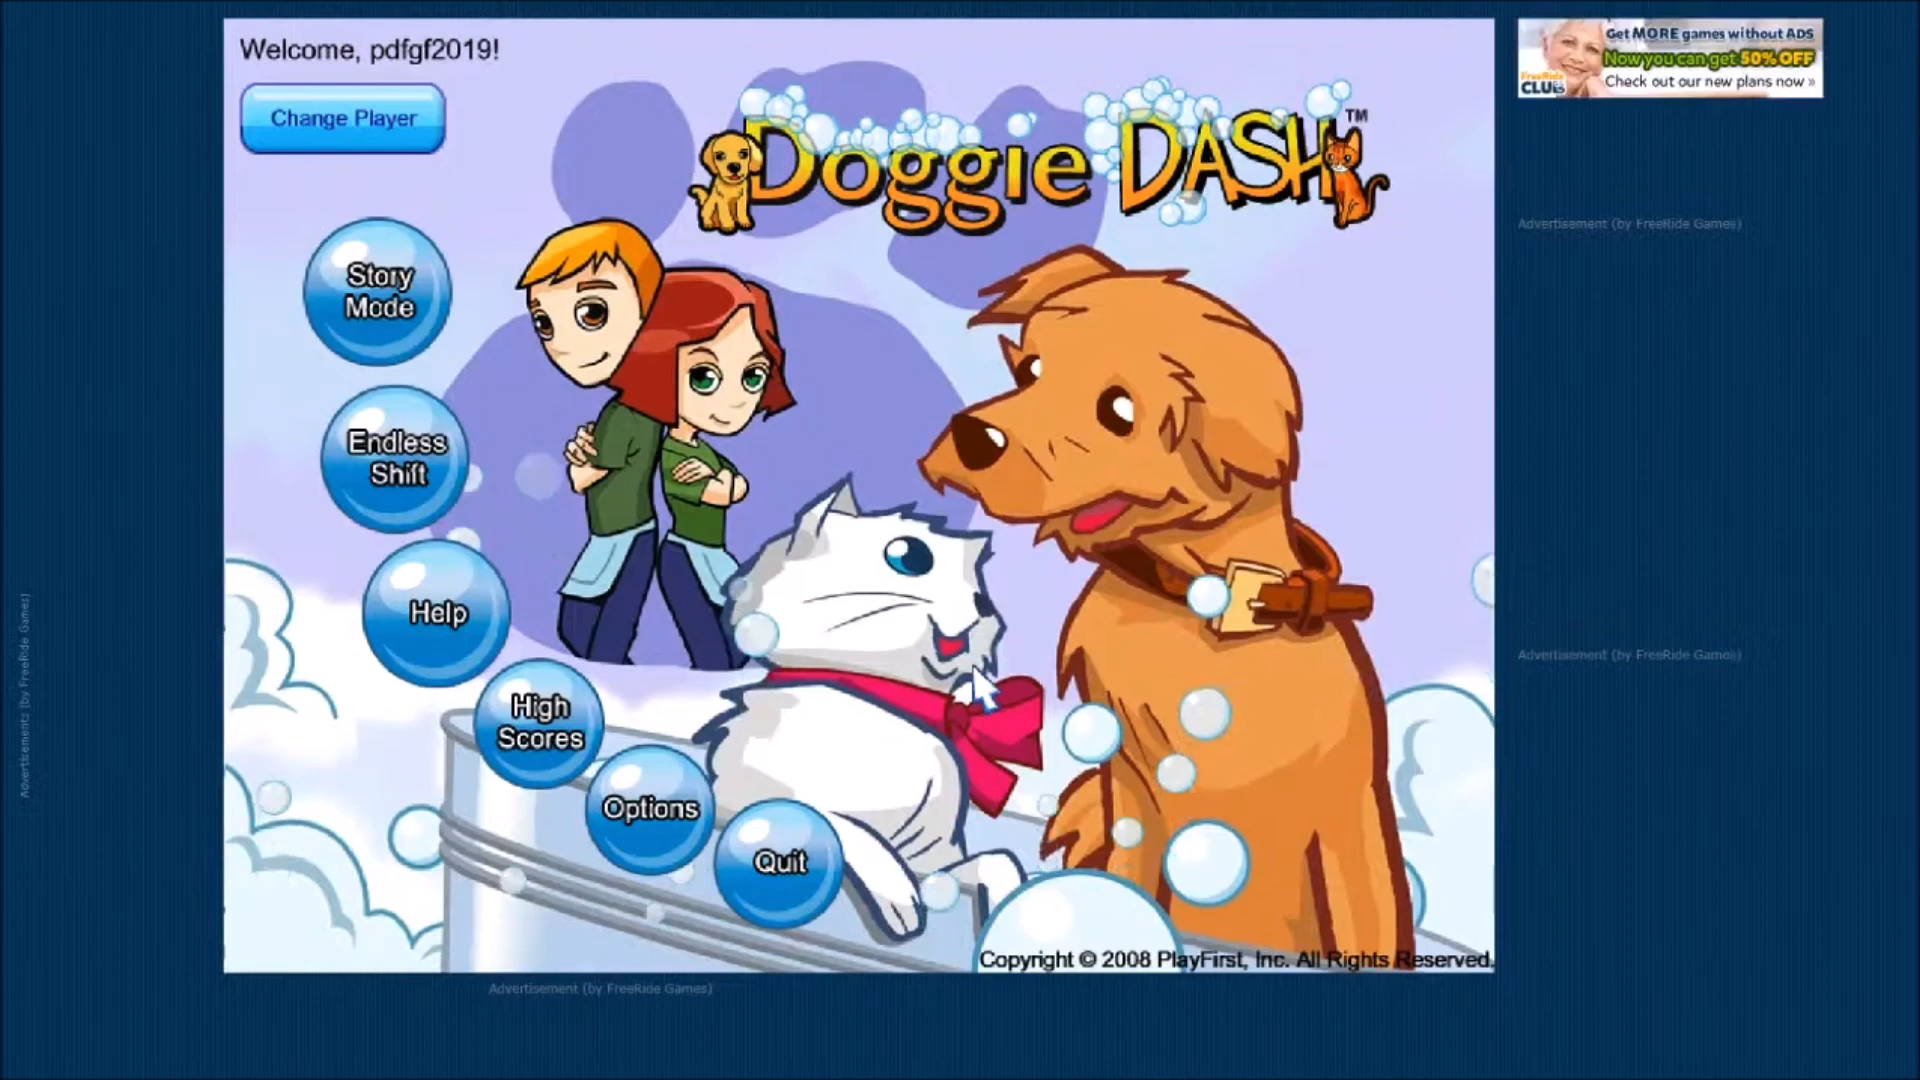 Welcome, pdfgf2019!
Change Player
Doggie DASH™
Story
Mode
Endless
Shift
Help
High
Scores
Options
Quit
Copyright © 2008 PlayFirst, Inc. All Rights Reserved.
Get MORE games without ADS
Now you can get 50% OFF
Check out our new plans now »
FreeRide
CLUB
Advertisement (by FreeRide Games)
Advertisement (by FreeRide Games)
Advertisement (by FreeRide Games)
Advertisements (by FreeRide Games)